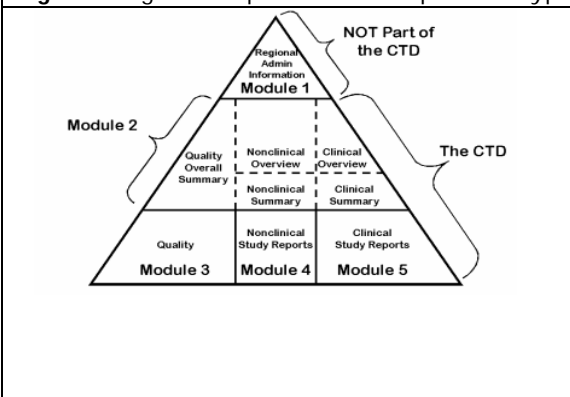 NOT Part of
the CTD
Regional
Admin
Information
Module 1
Module 2
The CTD
Quality
Overall
Summary
Nonclinical
Overview
Clinical
Overview
Nonclinical
Summary
Clinical
Summary
Quality
Module 3
Nonclinical
Study Reports
Module 4
Clinical
Study Reports
Module 5